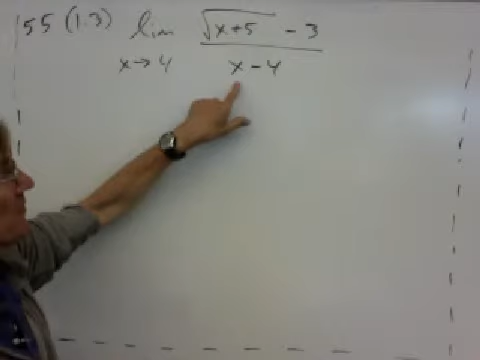 55 (1.3) lim √x+5 - 3
x→4 x-4